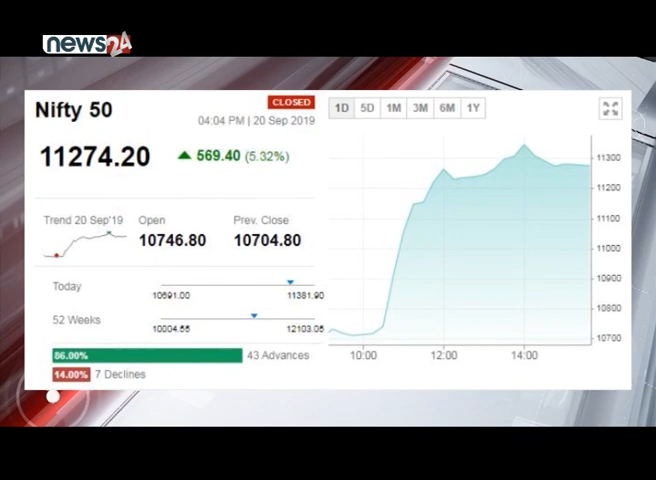 news24
Nifty 50
CLOSED
04:04 PM | 20 Sep 2019
11274.20
569.40 (5.32%)
Trend 20 Sep'19
Open
Prev. Close
10746.80
10704.80
Today
10691.00
11381.90
52 Weeks
10004.55
12103.05
86.00%
43 Advances
14.00%
7 Declines
1D 5D 1M 3M 6M 1Y
11300
11200
11100
11000
10900
10800
10700
10:00
12:00
14:00